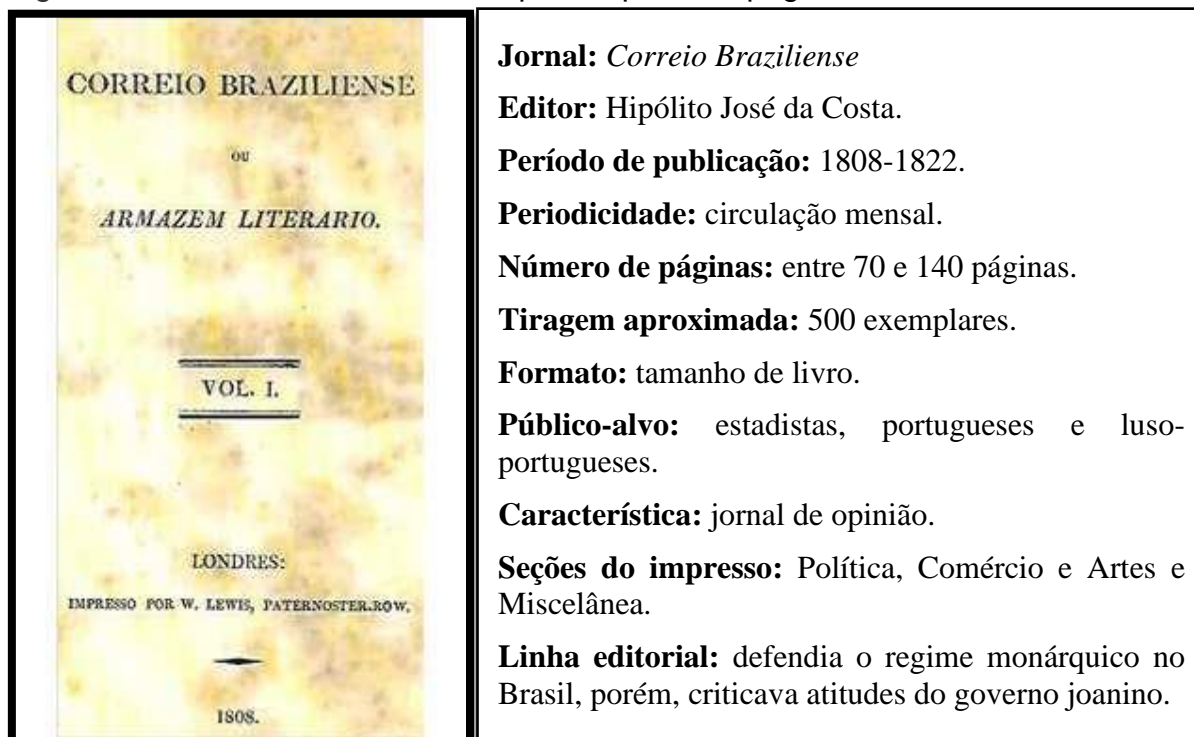 CORREIO BRAZILIENSE
OU
ARMAZEM LITERARIO.
VOL. I.
LONDRES:
IMPRESSO POR W. LEWIS, PATERNOSTER-ROW.
1808.
Jornal: Correio Braziliense
Editor: Hipólito José da Costa.
Período de publicação: 1808-1822.
Periodicidade: circulação mensal.
Número de páginas: entre 70 e 140 páginas.
Tiragem aproximada: 500 exemplares.
Formato: tamanho de livro.
Público-alvo: estadistas, portugueses e luso-
portugueses.
Característica: jornal de opinião.
Seções do impresso: Política, Comércio e Artes e
Miscelânea.
Linha editorial: defendia o regime monárquico no
Brasil, porém, criticava atitudes do governo joanino.